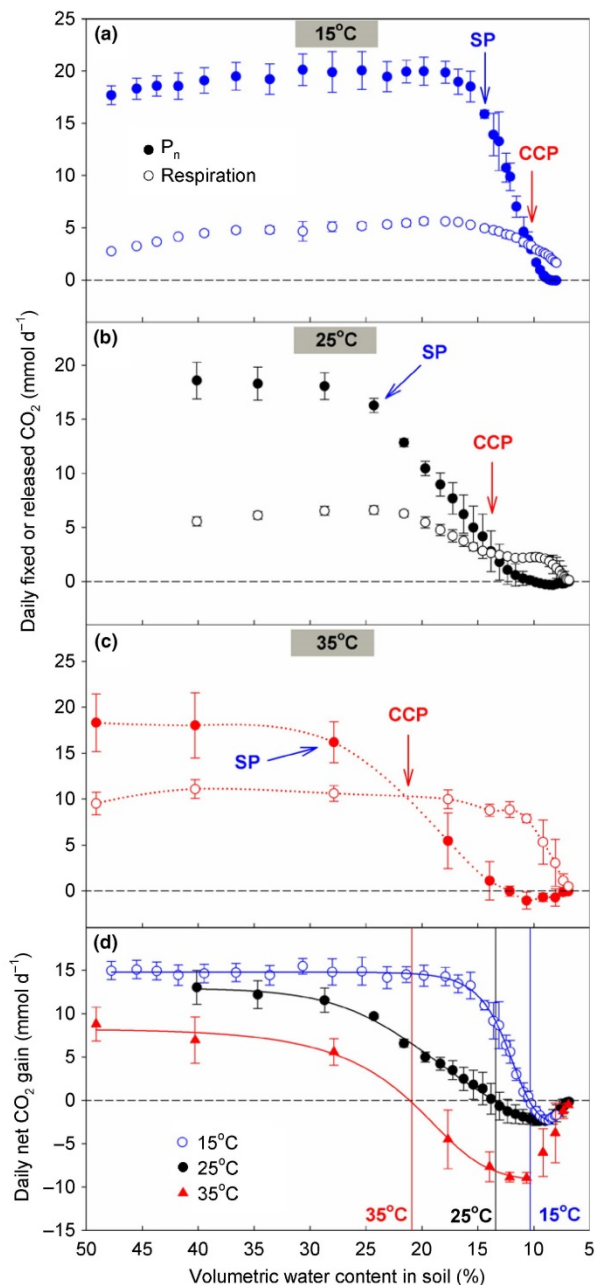 (a)
15°C
SP
CCP
Pn
Respiration
25
20
15
10
5
0
(b)
25°C
SP
CCP
20
15
10
5
0
Daily fixed or released CO2 (mmol d−1)
(c)
35°C
CCP
SP
25
20
15
10
5
0
(d)
15
10
5
0
−5
−10
−15
Daily net CO2 gain (mmol d−1)
15°C
25°C
35°C
35°C
25°C
15°C
50 45 40 35 30 25 20 15 10 5
Volumetric water content in soil (%)